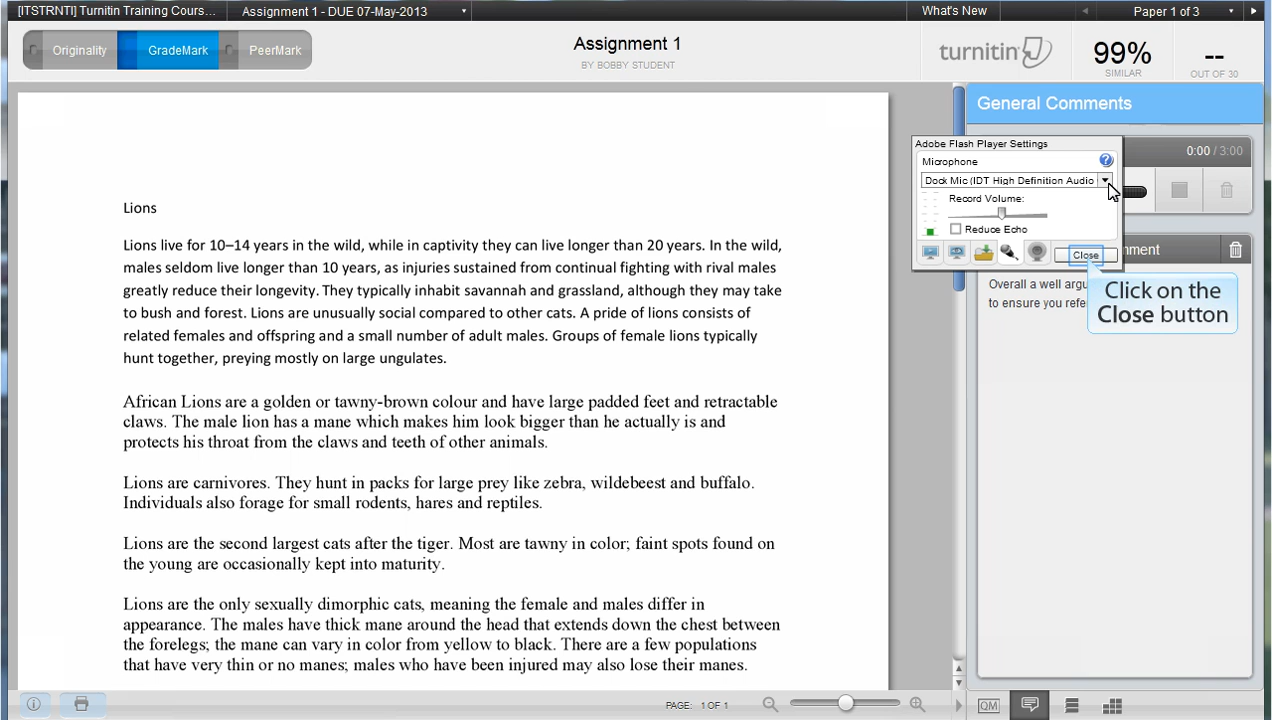 [ITSTRNTI] Turnitin Training Cours...
Assignment 1 - DUE 07-May-2013
What's New
Paper 1 of 3
Originality
GradeMark
PeerMark
Assignment 1
BY BOBBY STUDENT
turnitin
99%
SIMILAR
--
OUT OF 30
General Comments
Adobe Flash Player Settings
Microphone
?
Dock Mic (IDT High Definition Audio
Record Volume:
Reduce Echo
Close
0:00 / 3:00
mment
Overall a well argu
to ensure you refe
Click on the
Close button
Lions
Lions live for 10–14 years in the wild, while in captivity they can live longer than 20 years. In the wild,
males seldom live longer than 10 years, as injuries sustained from continual fighting with rival males
greatly reduce their longevity. They typically inhabit savannah and grassland, although they may take
to bush and forest. Lions are unusually social compared to other cats. A pride of lions consists of
related females and offspring and a small number of adult males. Groups of female lions typically
hunt together, preying mostly on large ungulates.
African Lions are a golden or tawny-brown colour and have large padded feet and retractable
claws. The male lion has a mane which makes him look bigger than he actually is and
protects his throat from the claws and teeth of other animals.
Lions are carnivores. They hunt in packs for large prey like zebra, wildebeest and buffalo.
Individuals also forage for small rodents, hares and reptiles.
Lions are the second largest cats after the tiger. Most are tawny in color; faint spots found on
the young are occasionally kept into maturity.
Lions are the only sexually dimorphic cats, meaning the female and males differ in
appearance. The males have thick mane around the head that extends down the chest between
the forelegs; the mane can vary in color from yellow to black. There are a few populations
that have very thin or no manes; males who have been injured may also lose their manes.
PAGE: 1 OF 1
QM